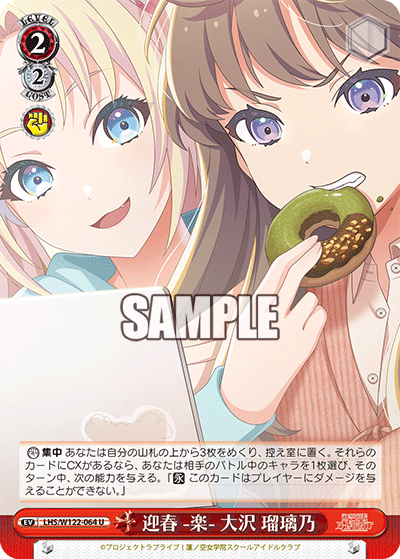 LEVEL
2
2
COST
SAMPLE
集中 あなたは自分の山札の上から3枚をめくり、控え室に置く。それらの
カードにCXがあるなら、あなたは相手のバトル中のキャラを1枚選び、その
ターン中、次の能力を与える。『永 このカードはプレイヤーにダメージを与
えることができない。』
EV LHS/W122-064 U 迎春 -楽- 大沢 瑠璃乃
©プロジェクトラブライブ！蓮ノ空女学院スクールアイドルクラブ